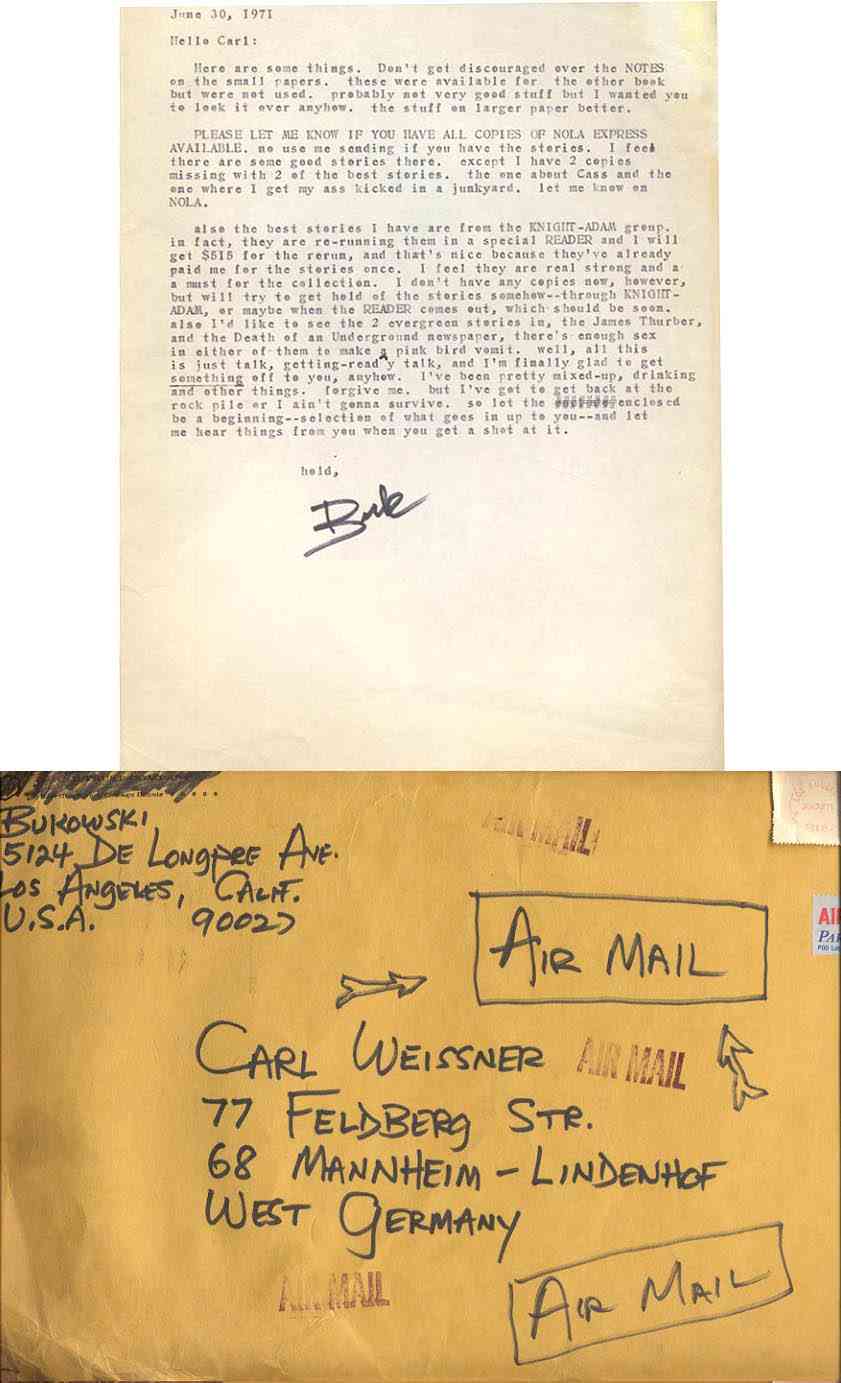 June 30, 1971
Hello Carl:
Here are some things. Don't get discouraged over the NOTES
on the small papers. these were available for the other book
but were not used. probably not very good stuff but I wanted you
to look it over anyhow. the stuff on larger paper better.
PLEASE LET ME KNOW IF YOU HAVE ALL COPIES OF NOLA EXPRESS
AVAILABLE. no use me sending if you have the stories. I feel
there are some good stories there. except I have 2 copies
missing with 2 of the best stories. the one about Cass and the
one where I get my ass kicked in a junkyard. let me know on
NOLA.
also the best stories I have are from the KNIGHT-ADAM group.
in fact, they are re-running them in a special READER and I will
get $515 for the rerun, and that's nice because they've already
paid me for the stories once. I feel they are real strong and a
a must for the collection. I don't have any copies now, however,
but will try to get hold of the stories somehow--through KNIGHT-
ADAM, or maybe when the READER comes out, which should be soon.
also I'd like to see the 2 evergreen stories in, the James Thurber,
and the Death of an Underground newspaper, there's enough sex
in either of them to make a pink bird vomit. well, all this
is just talk, getting-ready talk, and I'm finally glad to get
something off to you, anyhow. I've been pretty mixed-up, drinking
and other things. forgive me. but I've got to get back at the
rock pile or I ain't gonna survive. so let the enclosed
be a beginning--selection of what goes in up to you--and let
me hear things from you when you get a shot at it.
hold,
Buk
BUKOWSKI
5124 DE LONGPRE AVE.
LOS ANGELES, CALIF.
U.S.A. 90027
AIR MAIL
AIR MAIL
AIR
PAR
CARL WEISSNER
AIR MAIL
77 FELDBERG STR.
68 MANNHEIM - LINDENHOF
WEST GERMANY
AIR MAIL
AIR MAIL